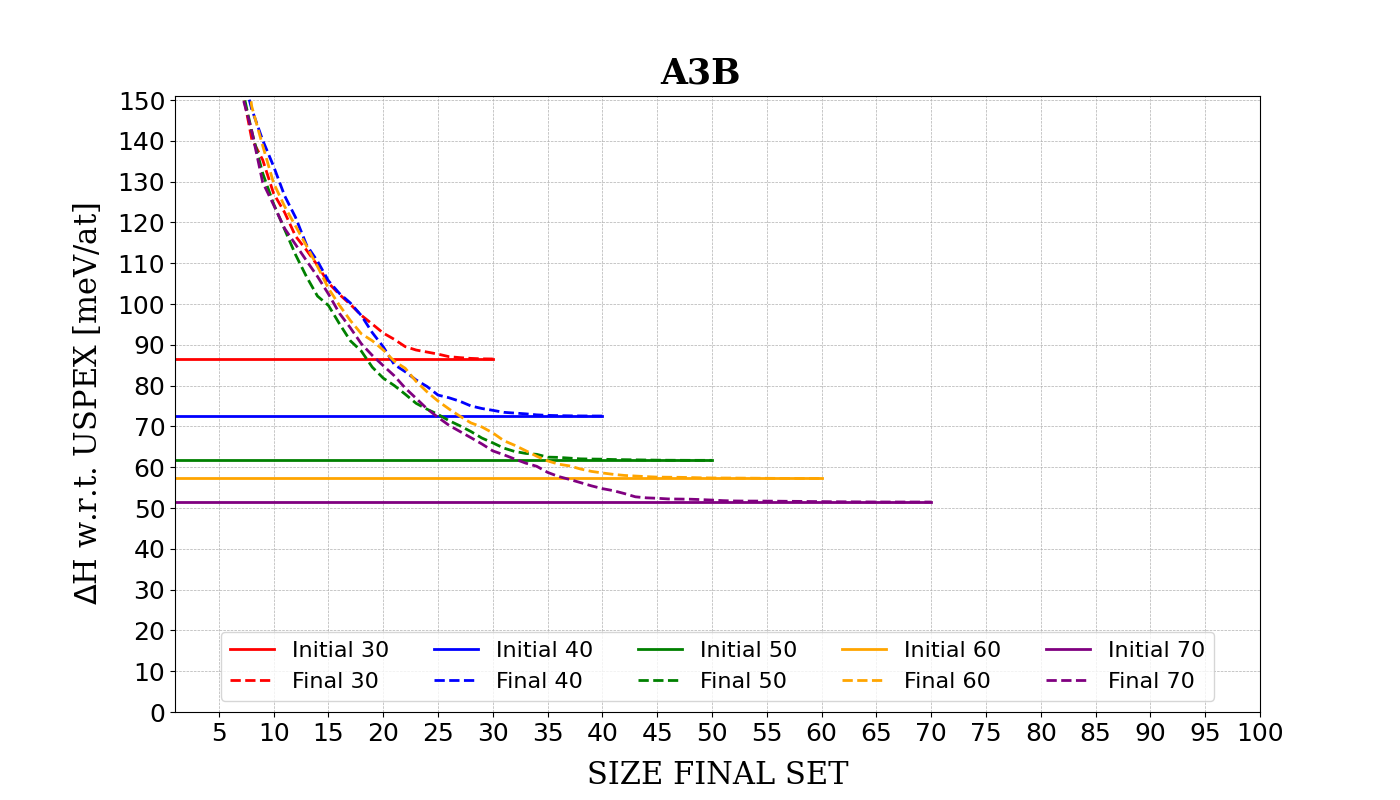 A3B
ΔH w.r.t. USPEX [meV/at]
150
140
130
120
110
100
90
80
70
60
50
40
30
20
10
0
Initial 30
Initial 40
Initial 50
Initial 60
Initial 70
Final 30
Final 40
Final 50
Final 60
Final 70
5 10 15 20 25 30 35 40 45 50 55 60 65 70 75 80 85 90 95 100
SIZE FINAL SET